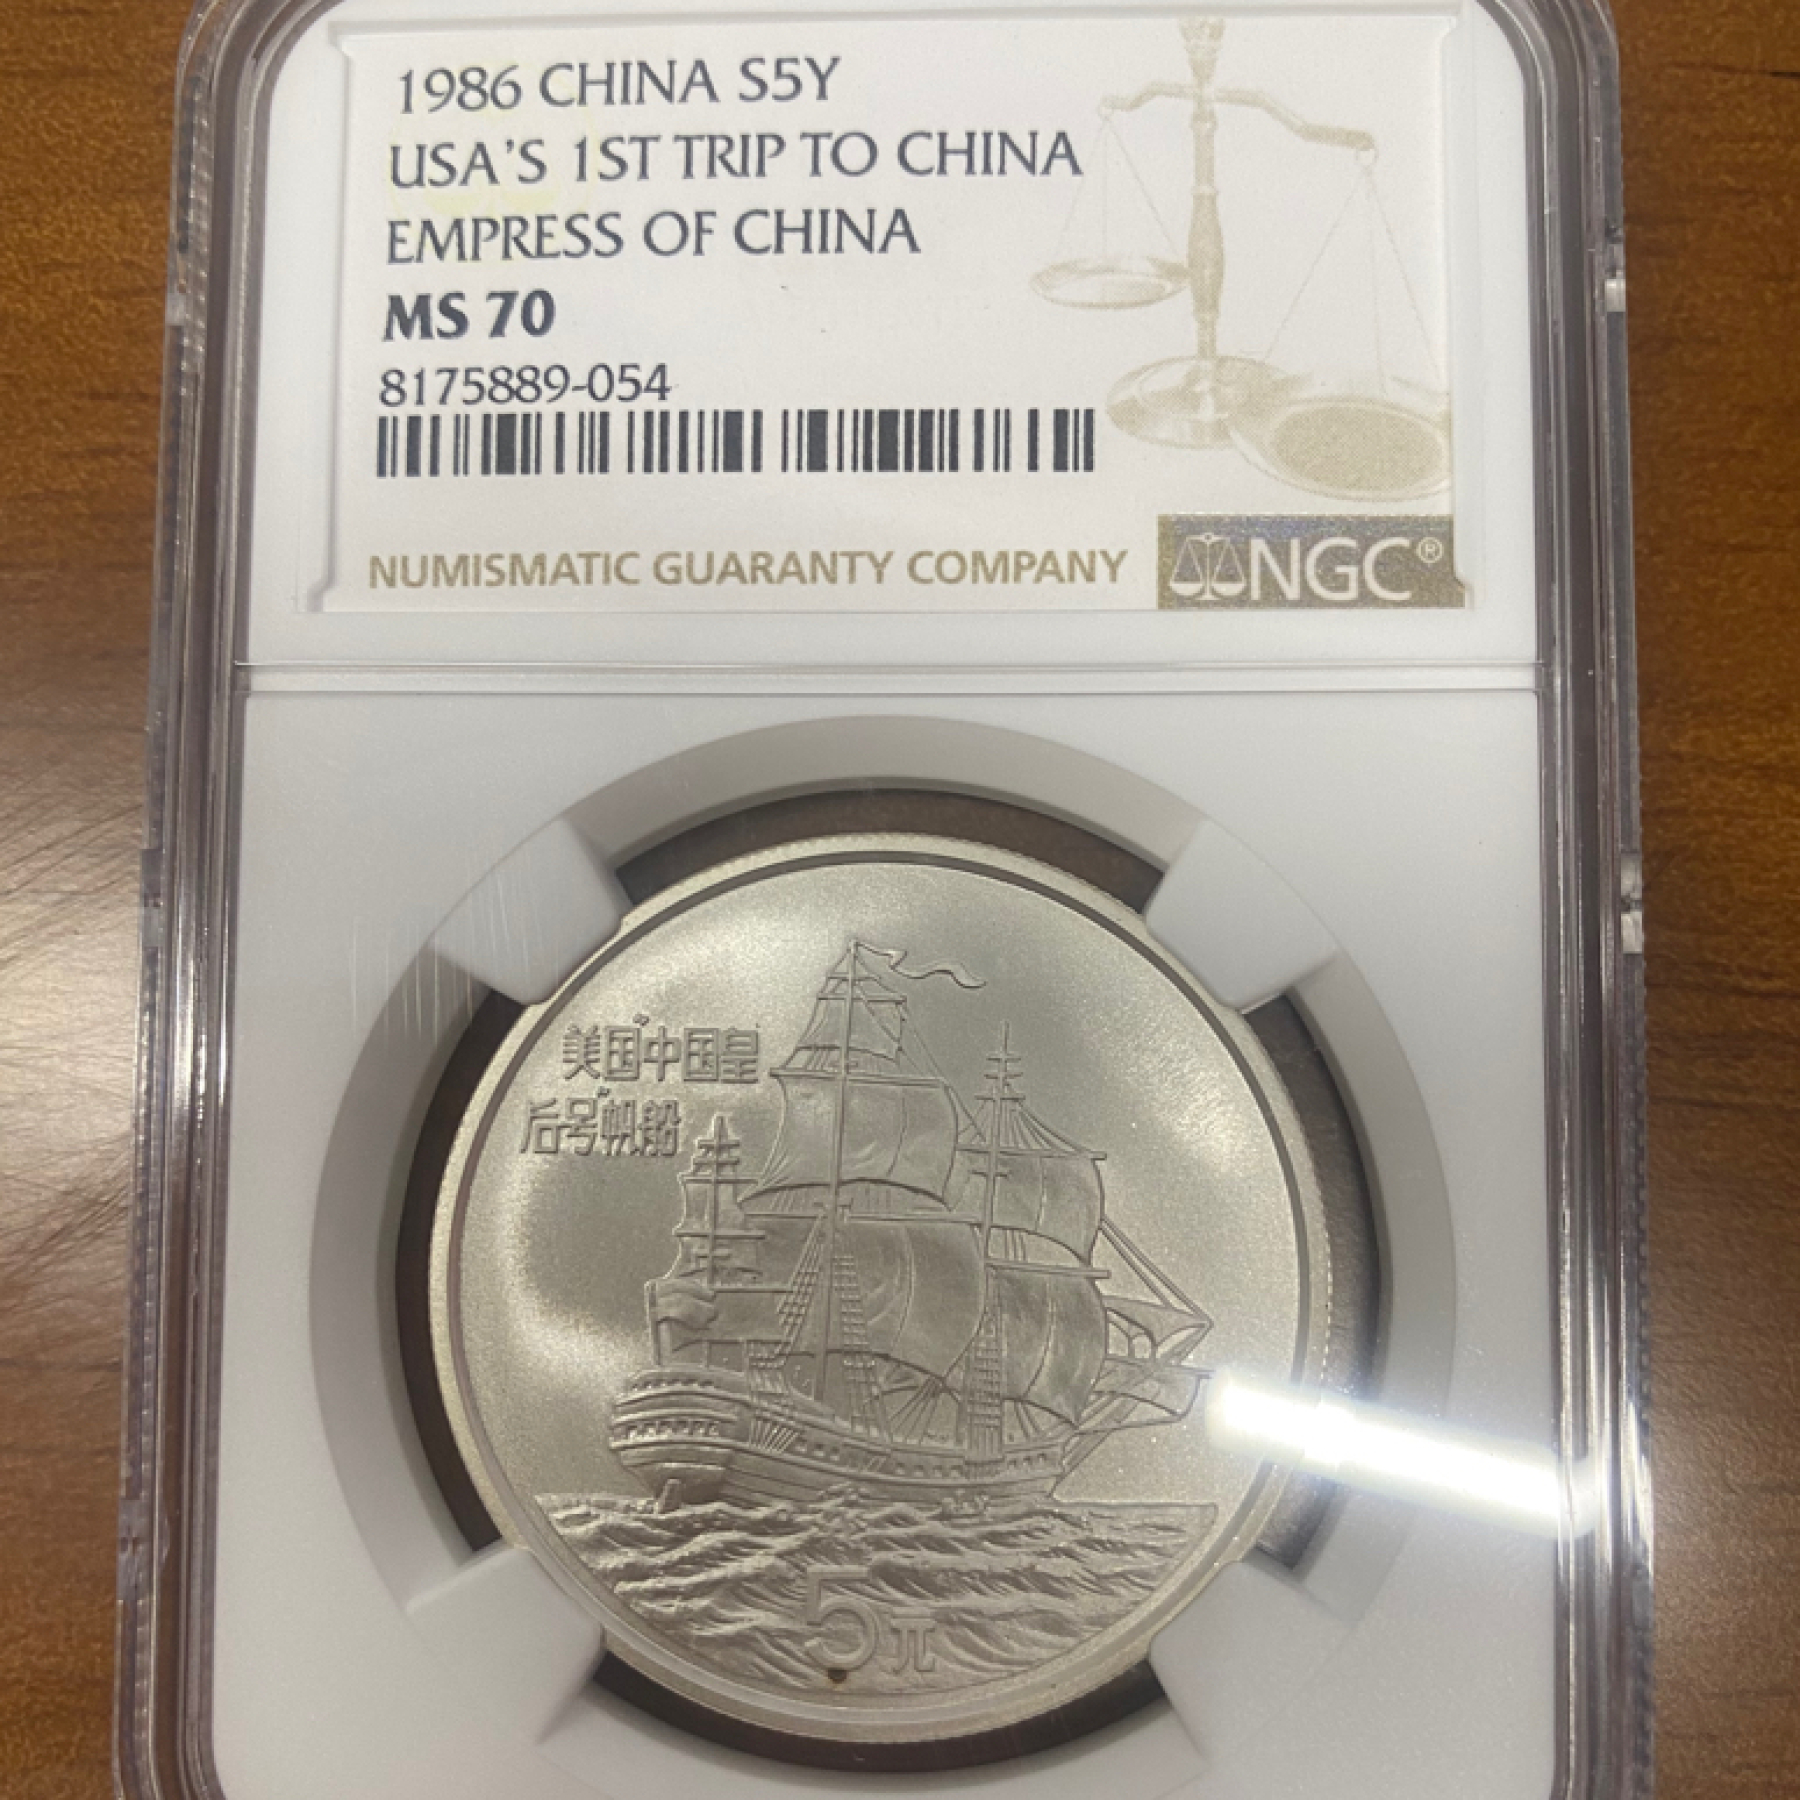 1986 CHINA S5Y
USA'S 1ST TRIP TO CHINA
EMPRESS OF CHINA
MS 70
8175889-054
NUMISMATIC GUARANTY COMPANY
NGC®
美国"中国皇
后号"帆船
5元